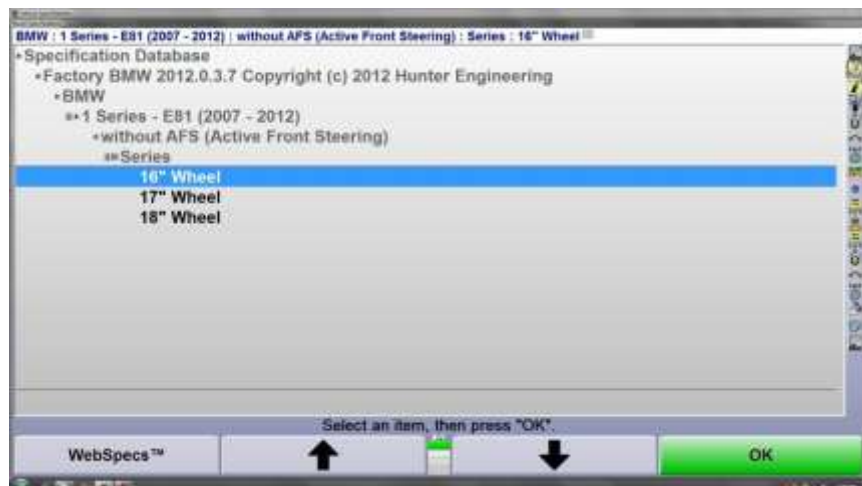 BMW : 1 Series - E81 (2007 - 2012) : without AFS (Active Front Steering) : Series : 16" Wheel
Specification Database
Factory BMW 2012.0.3.7 Copyright (c) 2012 Hunter Engineering
BMW
1 Series - E81 (2007 - 2012)
without AFS (Active Front Steering)
Series
16" Wheel
17" Wheel
18" Wheel
Select an item, then press "OK".
WebSpecs™
OK